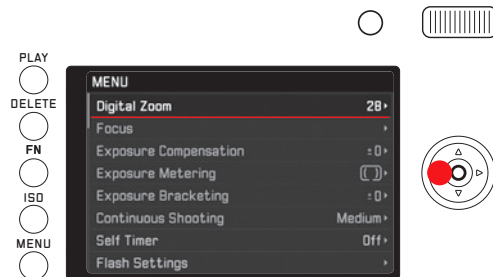 PLAY
DELETE
FN
ISO
MENU
MENU
Digital Zoom 28
Focus
Exposure Compensation ±0
Exposure Metering
Exposure Bracketing ±0
Continuous Shooting Medium
Self Timer Off
Flash Settings